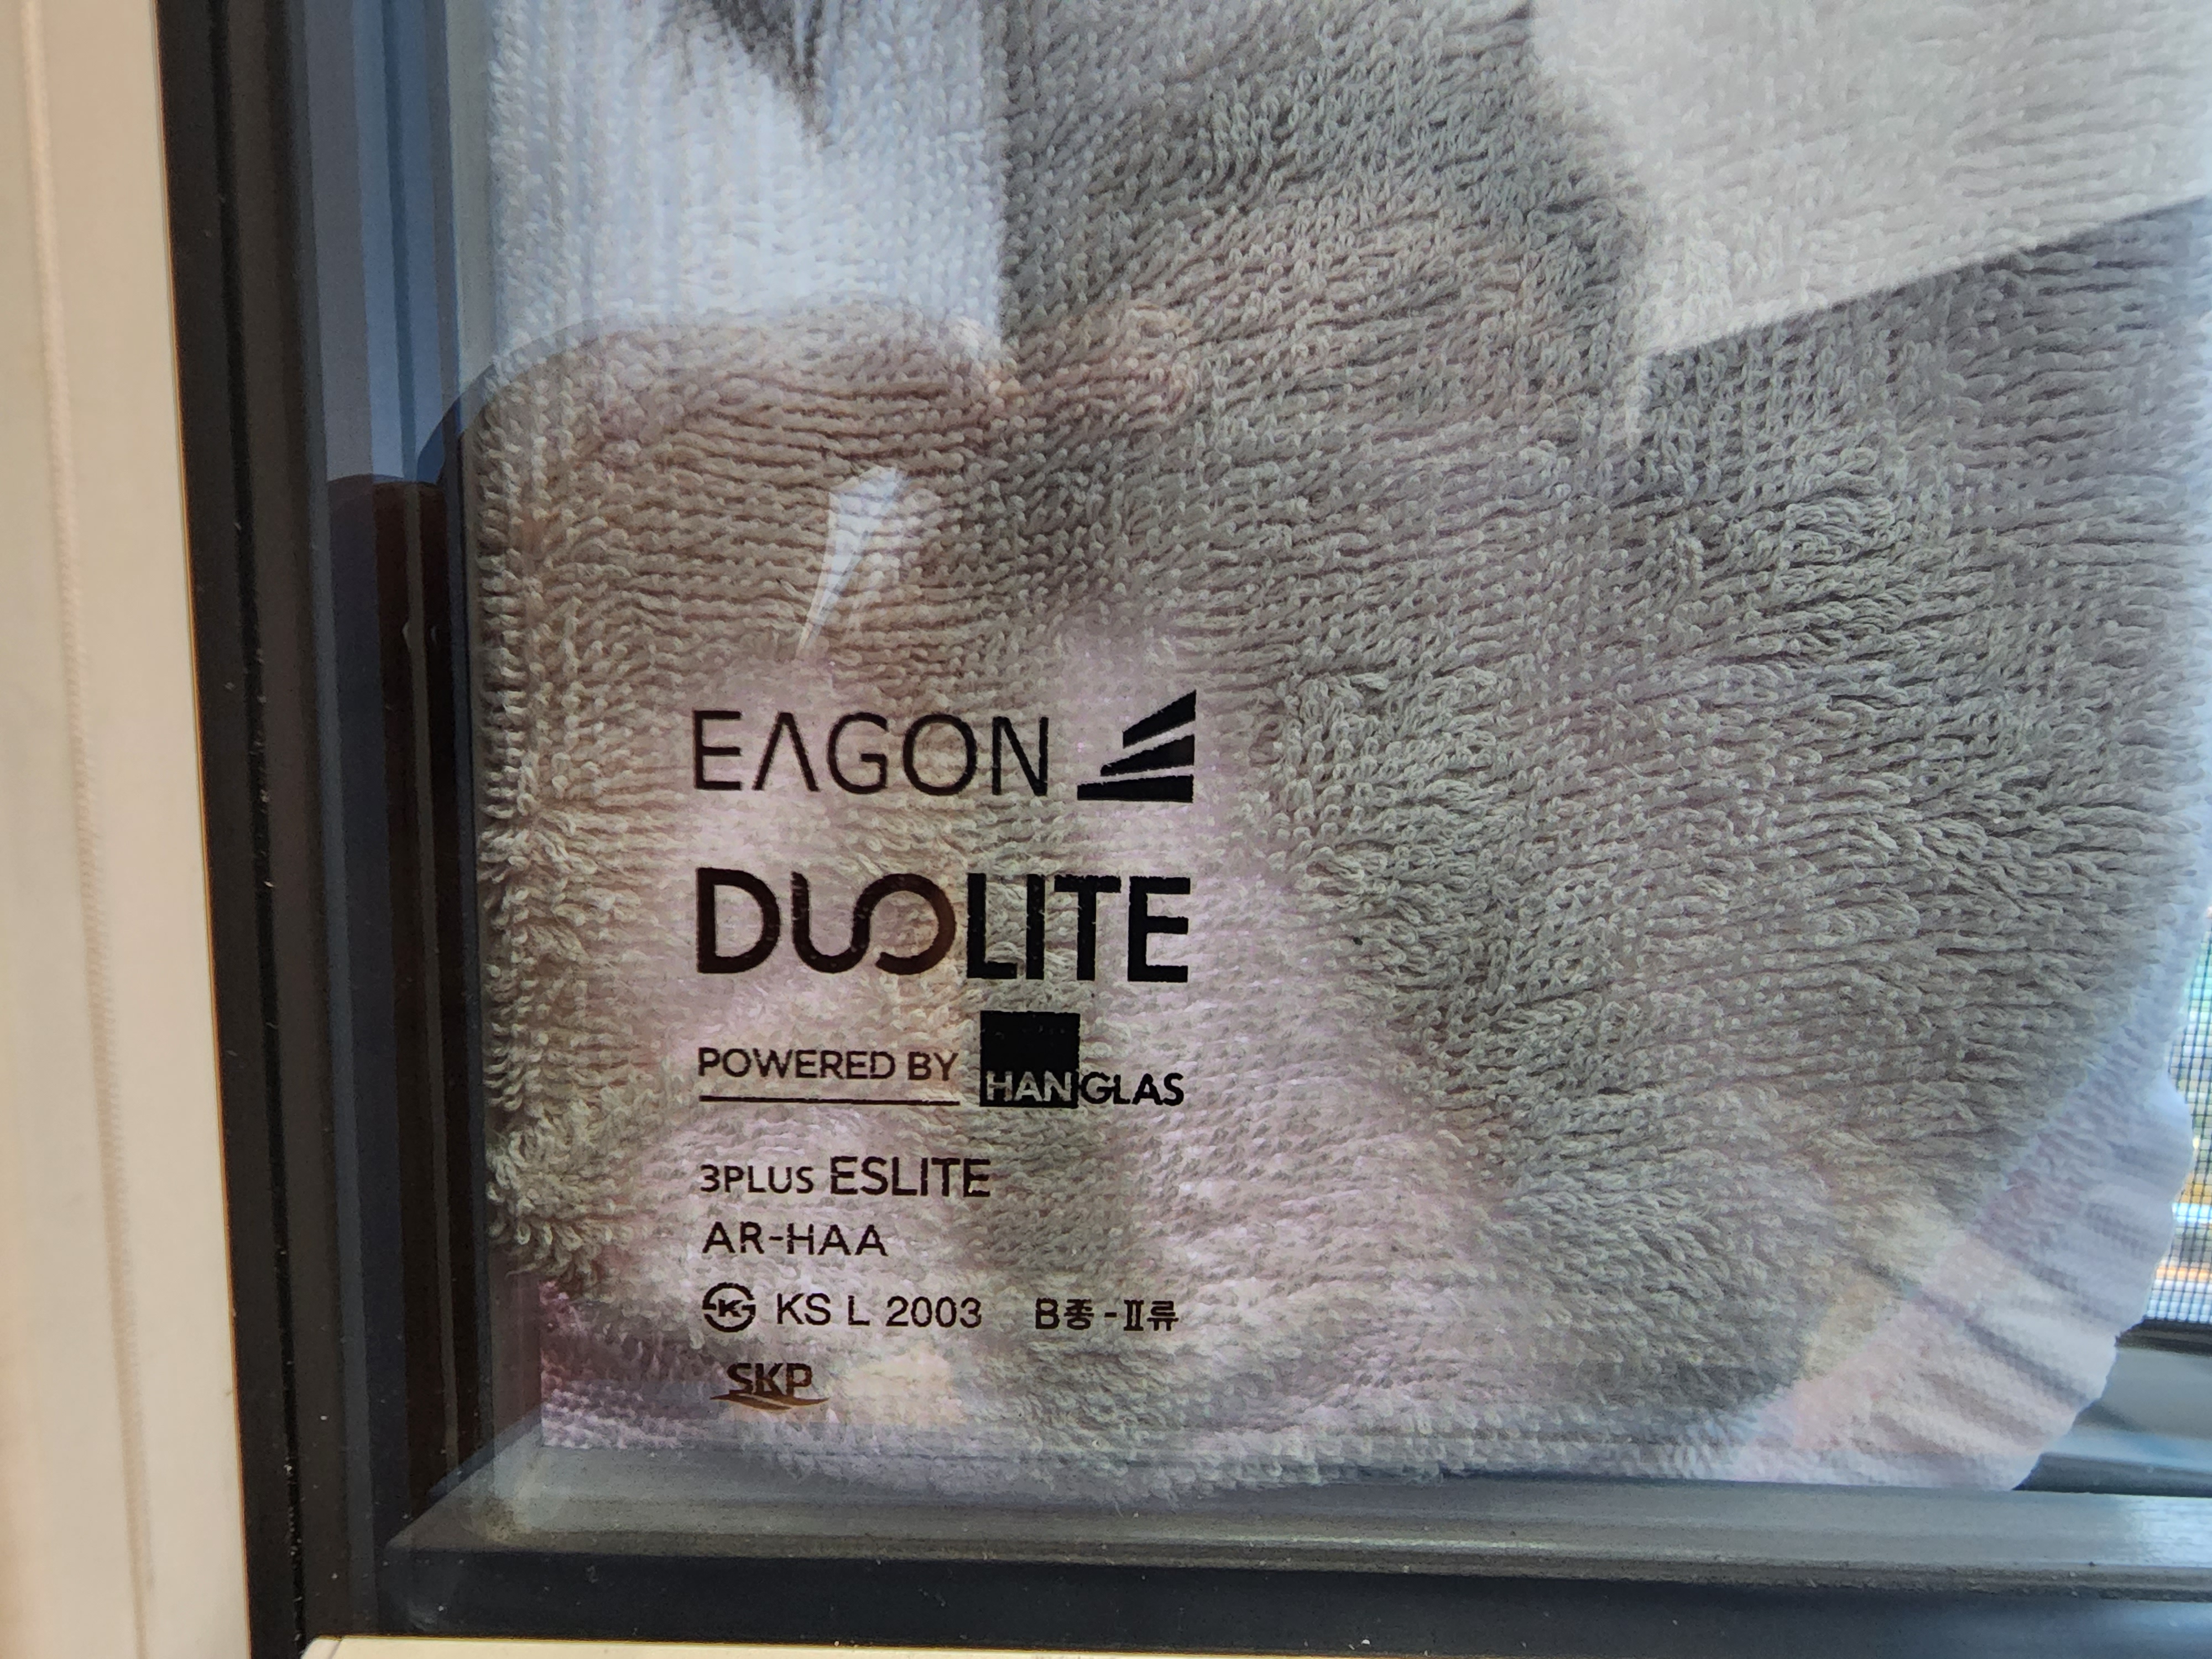 EAGON
DUOLITE
POWERED BY HANGLAS
3PLUS ESLITE
AR-HAA
K KS L 2003 B종-Ⅱ류
SKP